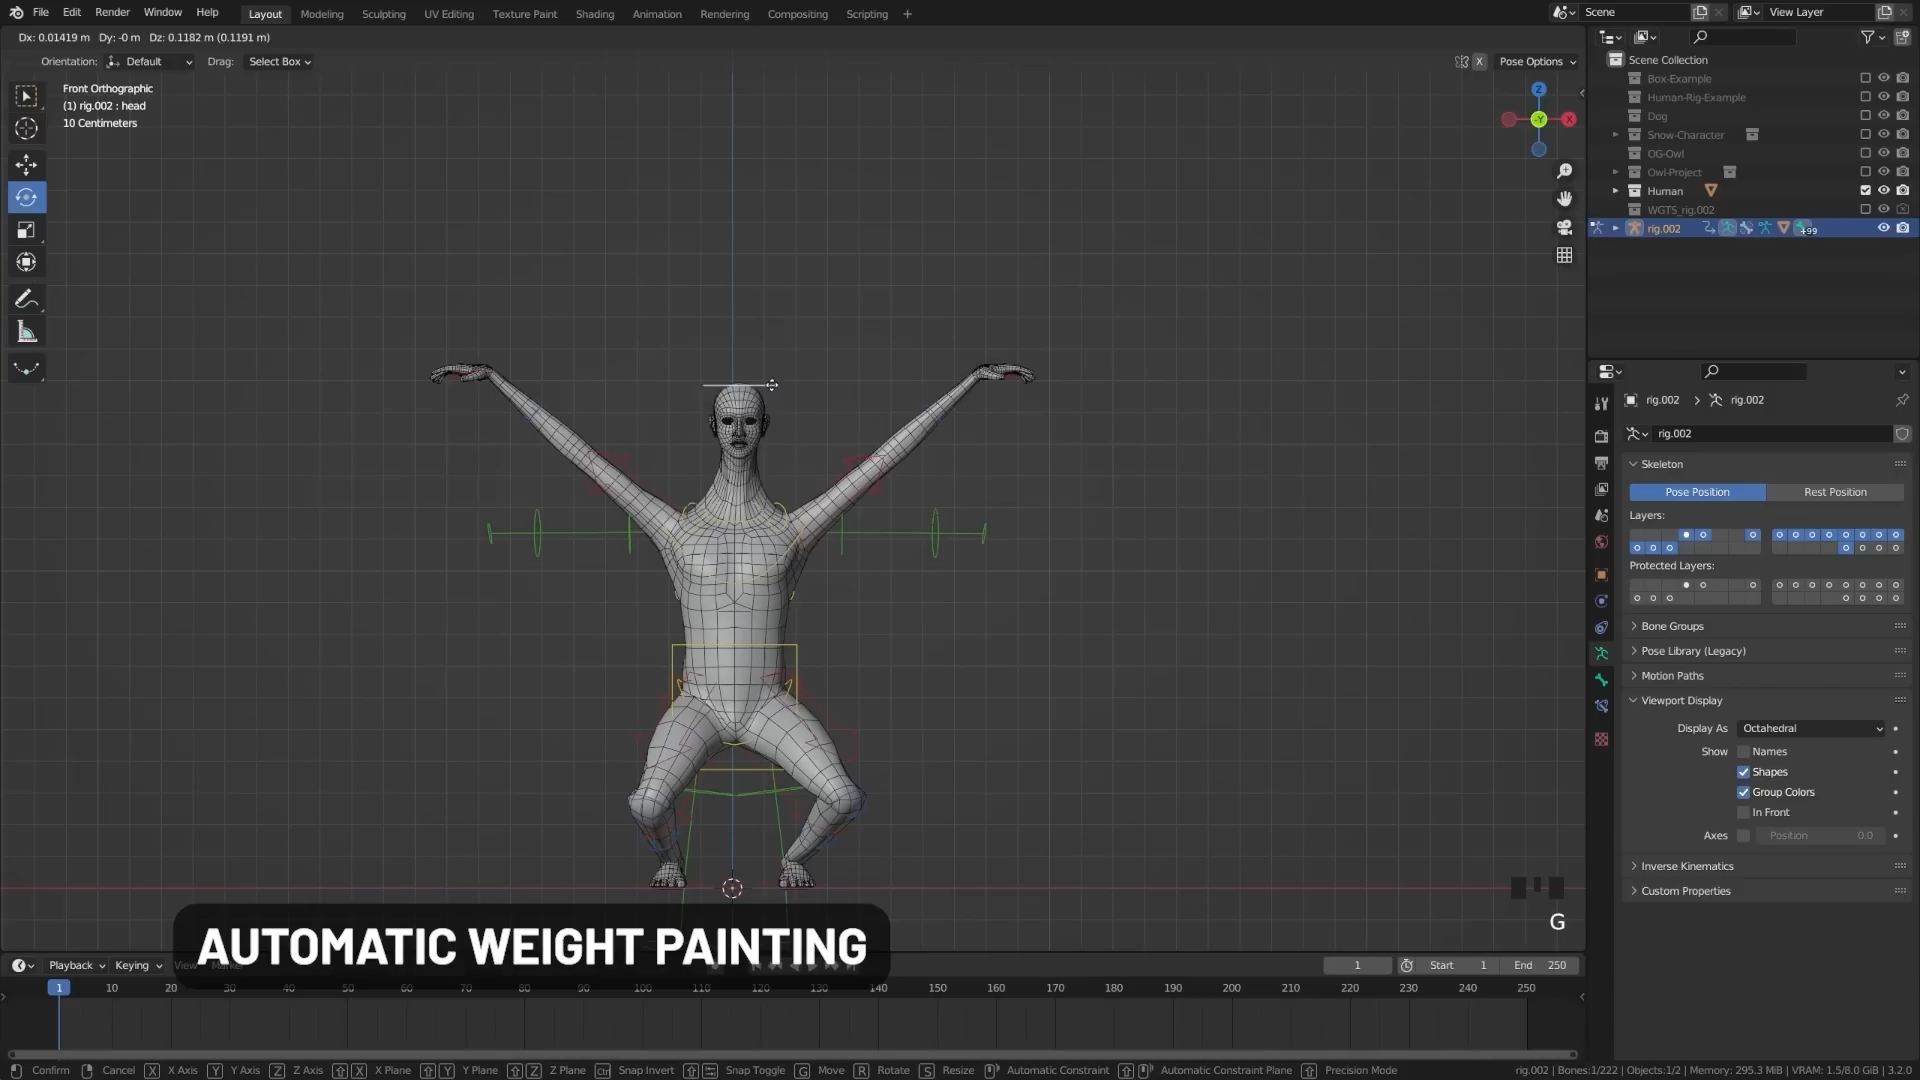 File Edit Render Window Help Layout Modeling Sculpting UV Editing Texture Paint Shading Animation Rendering Compositing Scripting + Scene View Layer
Dx: 0.01419 m Dy: -0 m Dz: 0.1182 m (0.1191 m)
Orientation: Default Drag: Select Box X Pose Options
Front Orthographic
(1) rig.002 : head
10 Centimeters
Z
-Y
X
Scene Collection
Box-Example
Human-Rig-Example
Dog
Snow-Character
OG-Owl
Owl-Project
Human
WGTS_rig.002
rig.002 +99
rig.002 > rig.002
rig.002
Skeleton
Pose Position Rest Position
Layers:
Protected Layers:
Bone Groups
Pose Library (Legacy)
Motion Paths
Viewport Display
Display As Octahedral
Show Names
Shapes
Group Colors
In Front
Axes Position 0.0
Inverse Kinematics
Custom Properties
G
AUTOMATIC WEIGHT PAINTING
Playback Keying View Marker 1 Start 1 End 250
1 10 20 30 40 50 60 70 80 90 100 110 120 130 140 150 160 170 180 190 200 210 220 230 240 250
Confirm Cancel X X Axis Y Y Axis Z Z Axis X X Plane Y Y Plane Z Z Plane Ctrl Snap Invert Snap Toggle G Move R Rotate S Resize Automatic Constraint Automatic Constraint Plane Precision Mode rig.002 | Bones:1/222 | Objects:1/2 | Memory: 295.3 MiB | VRAM: 1.5/8.0 GiB | 3.2.0